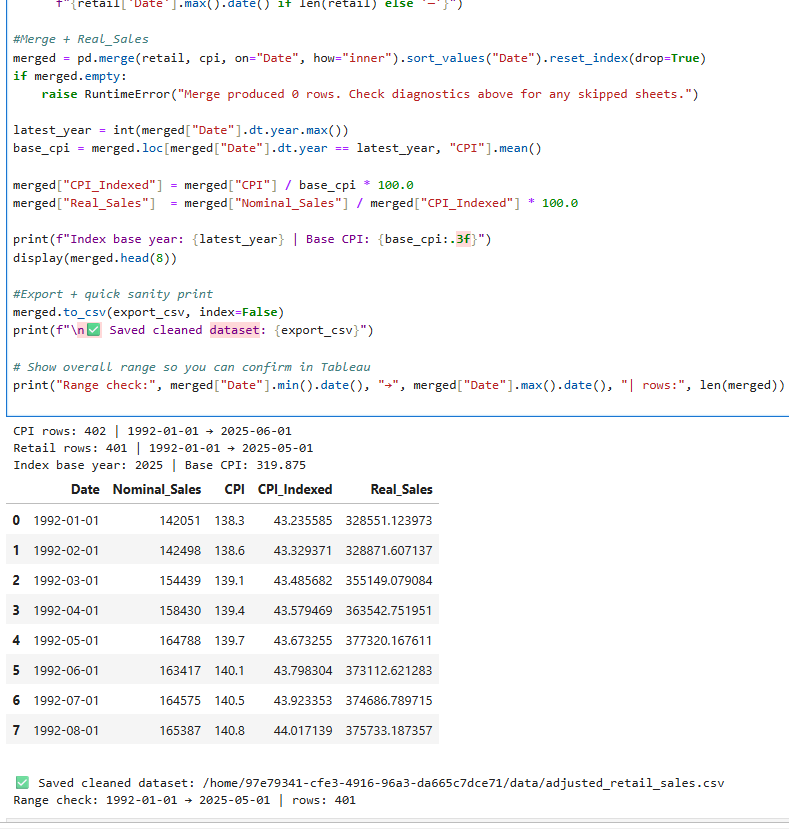 f"{retail['Date'].max().date() if len(retail) else '—'}")
#Merge + Real_Sales
merged = pd.merge(retail, cpi, on="Date", how="inner").sort_values("Date").reset_index(drop=True)
if merged.empty:
    raise RuntimeError("Merge produced 0 rows. Check diagnostics above for any skipped sheets.")
latest_year = int(merged["Date"].dt.year.max())
base_cpi = merged.loc[merged["Date"].dt.year == latest_year, "CPI"].mean()
merged["CPI_Indexed"] = merged["CPI"] / base_cpi * 100.0
merged["Real_Sales"]  = merged["Nominal_Sales"] / merged["CPI_Indexed"] * 100.0
print(f"Index base year: {latest_year} | Base CPI: {base_cpi:.3f}")
display(merged.head(8))
#Export + quick sanity print
merged.to_csv(export_csv, index=False)
print(f"\n✅ Saved cleaned dataset: {export_csv}")
# Show overall range so you can confirm in Tableau
print("Range check:", merged["Date"].min().date(), "→", merged["Date"].max().date(), "| rows:", len(merged))
CPI rows: 402 | 1992-01-01 → 2025-06-01
Retail rows: 401 | 1992-01-01 → 2025-05-01
Index base year: 2025 | Base CPI: 319.875
Date Nominal_Sales CPI CPI_Indexed Real_Sales
0 1992-01-01 142051 138.3 43.235585 328551.123973
1 1992-02-01 142498 138.6 43.329371 328871.607137
2 1992-03-01 154439 139.1 43.485682 355149.079084
3 1992-04-01 158430 139.4 43.579469 363542.751951
4 1992-05-01 164788 139.7 43.673255 377320.167611
5 1992-06-01 163417 140.1 43.798304 373112.621283
6 1992-07-01 164575 140.5 43.923353 374686.789715
7 1992-08-01 165387 140.8 44.017139 375733.187357
✅ Saved cleaned dataset: /home/97e79341-cfe3-4916-96a3-da665c7dce71/data/adjusted_retail_sales.csv
Range check: 1992-01-01 → 2025-05-01 | rows: 401